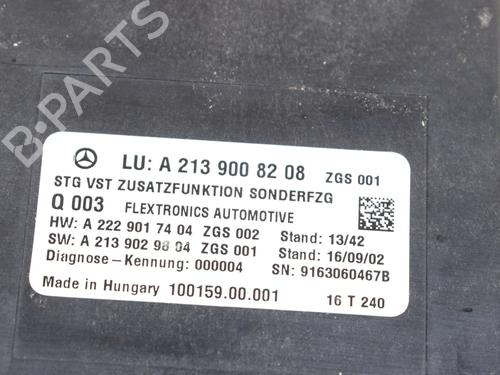 LU: A 213 900 82 08 ZGS 001
STG VST ZUSATZFUNKTION SONDERFZG
Q 003 FLEXTRONICS AUTOMOTIVE
HW: A 222 901 74 04 ZGS 002 Stand: 13/42
SW: A 213 902 98 04 ZGS 001 Stand: 16/09/02
Diagnose-Kennung: 000004 SN: 9163060467B
Made in Hungary 100159.00.001 16 T 240
B-PARTS